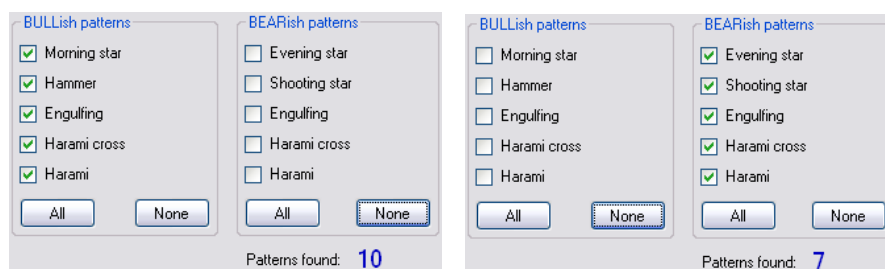 BULLish patterns
Morning star
Hammer
Engulfing
Harami cross
Harami
All None
BEARish patterns
Evening star
Shooting star
Engulfing
Harami cross
Harami
All None
Patterns found: 10
BULLish patterns
Morning star
Hammer
Engulfing
Harami cross
Harami
All None
BEARish patterns
Evening star
Shooting star
Engulfing
Harami cross
Harami
All None
Patterns found: 7